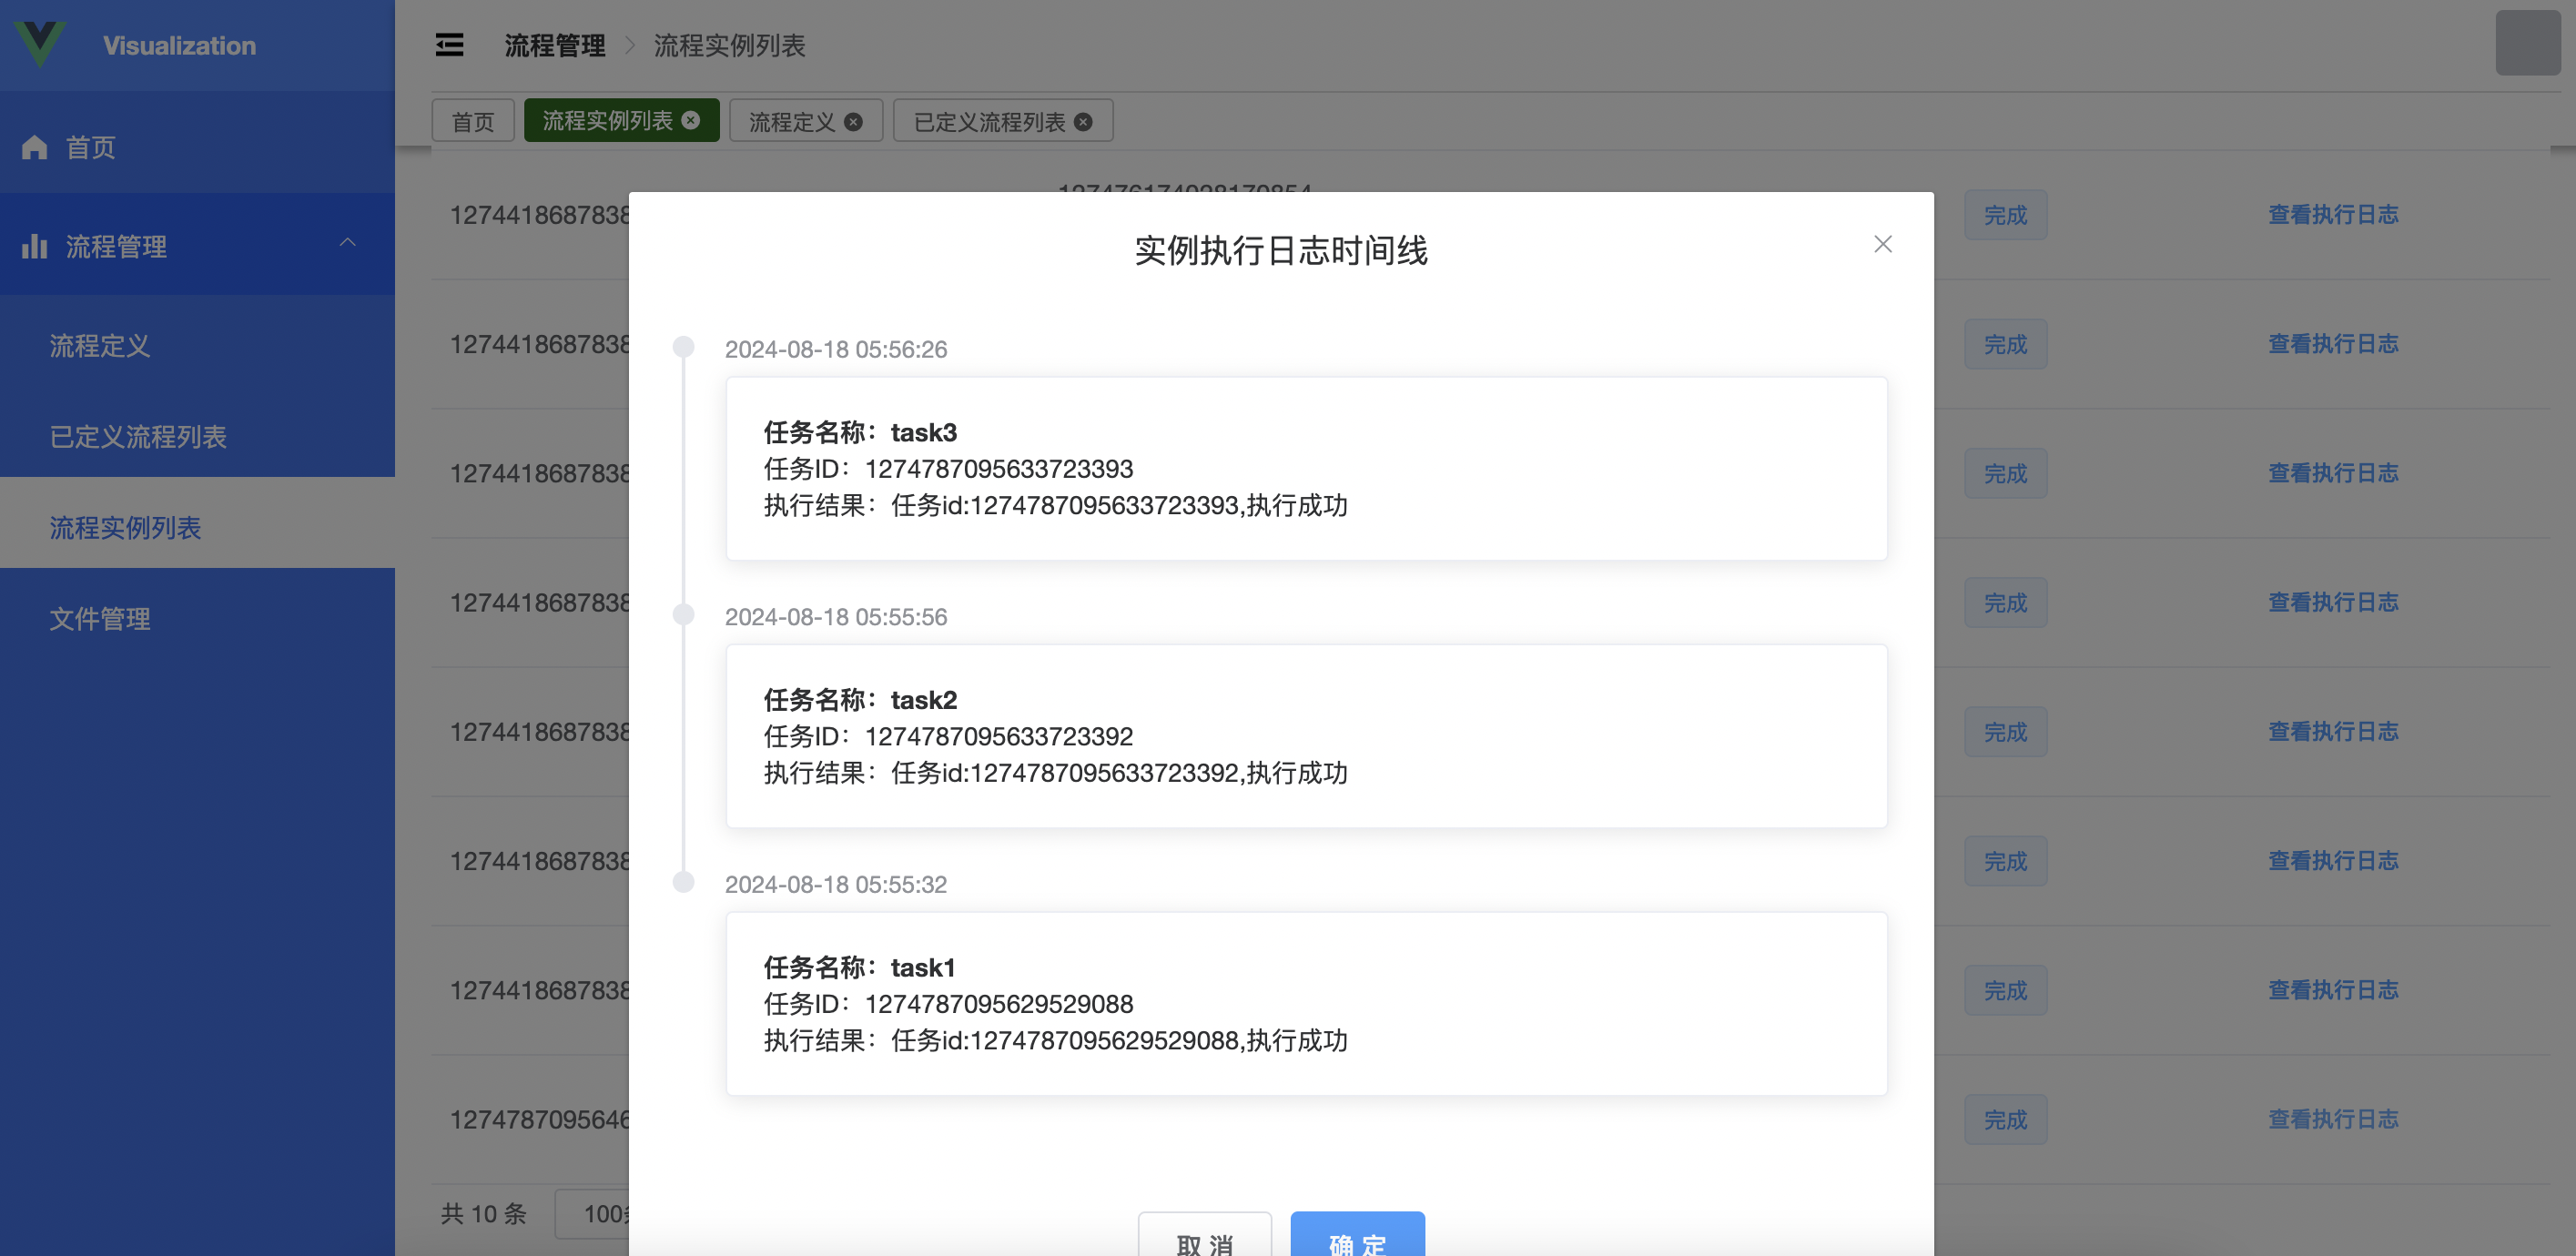 Visualization
首页
流程管理
流程定义
已定义流程列表
流程实例列表
文件管理
流程管理 流程实例列表
首页 流程实例列表 流程定义 已定义流程列表
1274418687838 完成 查看执行日志
1274418687838 完成 查看执行日志
1274418687838 完成 查看执行日志
1274418687838 完成 查看执行日志
1274418687838 完成 查看执行日志
1274418687838 完成 查看执行日志
1274418687838 完成 查看执行日志
127478709564 完成 查看执行日志
共 10 条 100
实例执行日志时间线
2024-08-18 05:56:26
任务名称：task3
任务ID：1274787095633723393
执行结果：任务id:1274787095633723393,执行成功
2024-08-18 05:55:56
任务名称：task2
任务ID：1274787095633723392
执行结果：任务id:1274787095633723392,执行成功
2024-08-18 05:55:32
任务名称：task1
任务ID：1274787095629529088
执行结果：任务id:1274787095629529088,执行成功
取 消 确 定